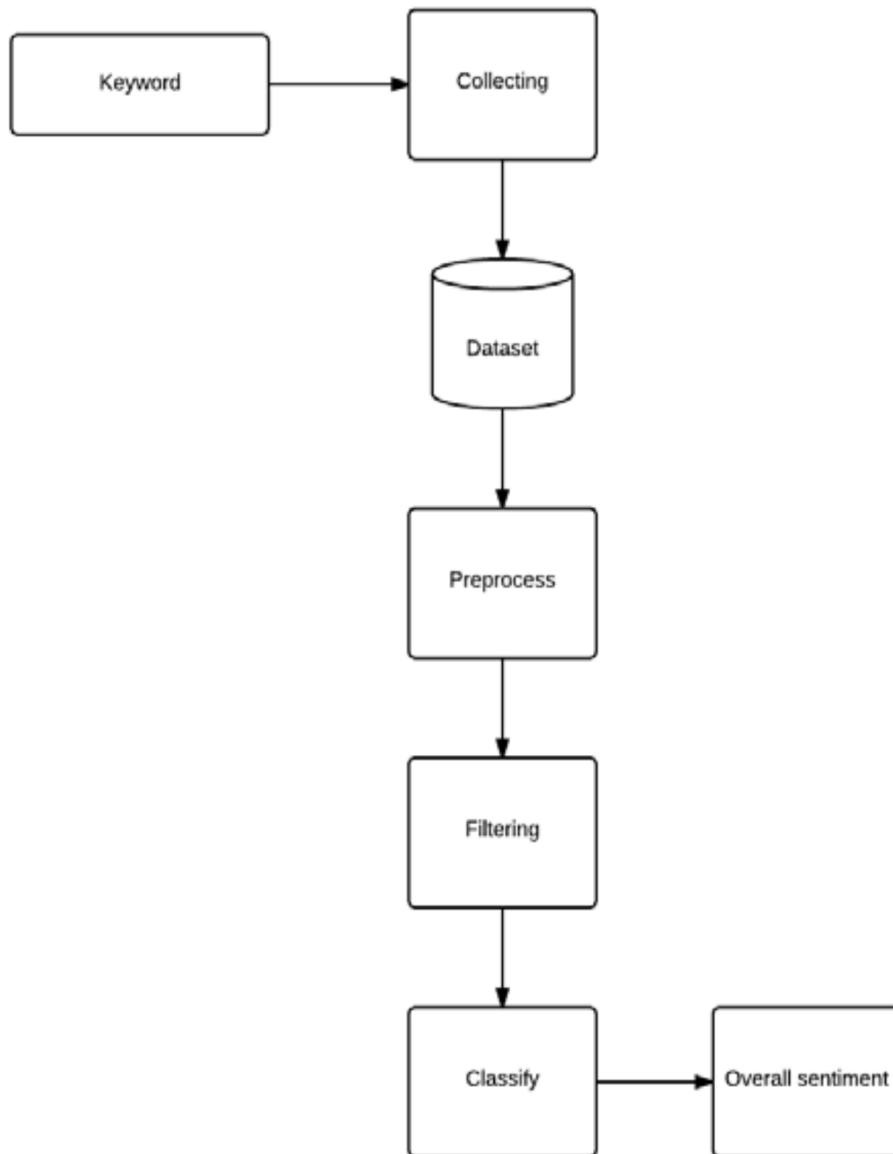 Keyword
Collecting
Dataset
Preprocess
Filtering
Classify
Overall sentiment